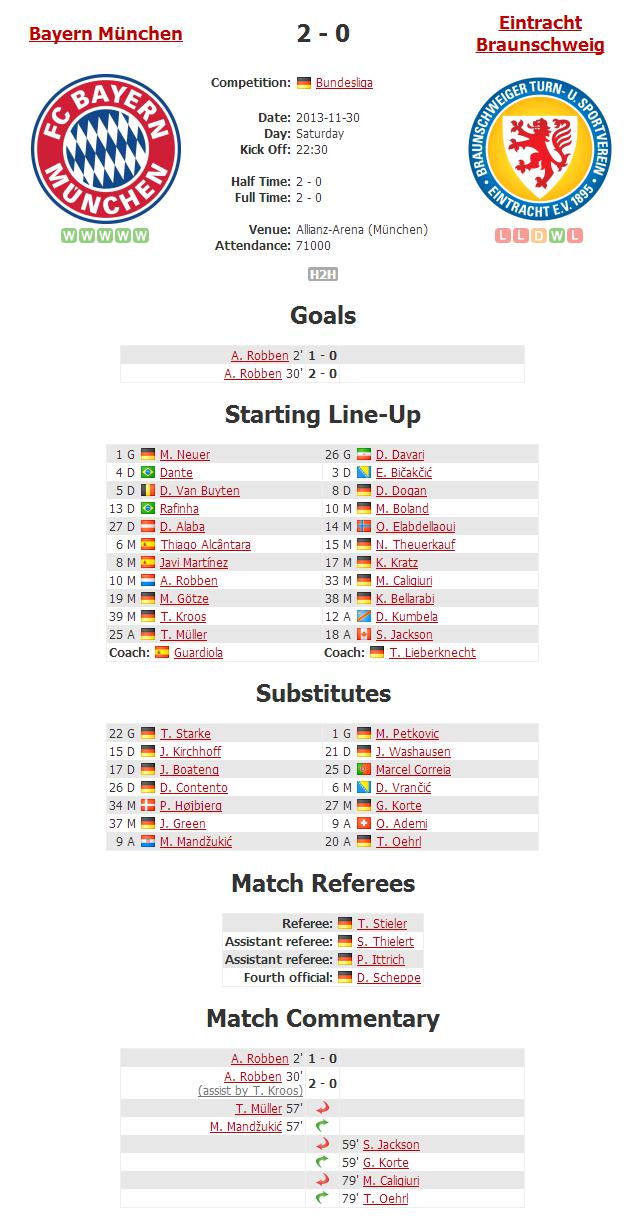 Bayern München
2 - 0
Eintracht
Braunschweig
FC BAYERN
MÜNCHEN
BRAUNSCHWEIGER TURN- U. SPORTVEREIN
EINTRACHT E.V. 1895
Competition: Bundesliga
Date: 2013-11-30
Day: Saturday
Kick Off: 22:30
Half Time: 2 - 0
Full Time: 2 - 0
Venue: Allianz-Arena (München)
Attendance: 71000
W W W W W
L L D W L
H2H
Goals
A. Robben 2' 1 - 0
A. Robben 30' 2 - 0
Starting Line-Up
1 G M. Neuer 26 G D. Davari
4 D Dante 3 D E. Bičakčić
5 D D. Van Buyten 8 D D. Dogan
13 D Rafinha 10 M M. Boland
27 D D. Alaba 14 M O. Elabdellaoui
6 M Thiago Alcântara 15 M N. Theuerkauf
8 M Javi Martínez 17 M K. Kratz
10 M A. Robben 33 M M. Caligiuri
19 M M. Götze 38 M K. Bellarabi
39 M T. Kroos 12 A D. Kumbela
25 A T. Müller 18 A S. Jackson
Coach: Guardiola Coach: T. Lieberknecht
Substitutes
22 G T. Starke 1 G M. Petkovic
15 D J. Kirchhoff 21 D J. Washausen
17 D J. Boateng 25 D Marcel Correia
26 D D. Contento 6 M D. Vrančić
34 M P. Højbjerg 27 M G. Korte
37 M J. Green 9 A O. Ademi
9 A M. Mandžukić 20 A T. Oehrl
Match Referees
Referee: T. Stieler
Assistant referee: S. Thielert
Assistant referee: P. Ittrich
Fourth official: D. Scheppe
Match Commentary
A. Robben 2' 1 - 0
A. Robben 30' 2 - 0
(assist by T. Kroos)
T. Müller 57'
M. Mandžukić 57'
59' S. Jackson
59' G. Korte
79' M. Caligiuri
79' T. Oehrl